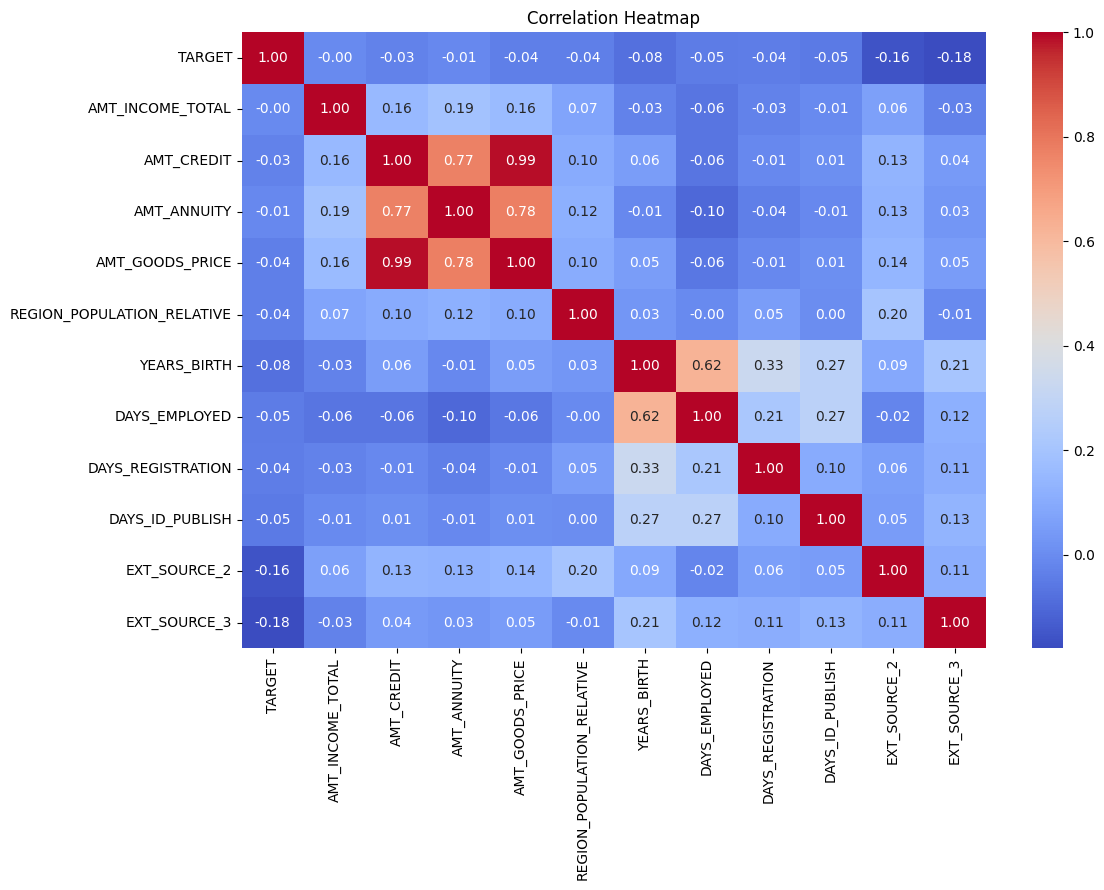 Correlation Heatmap
TARGET 1.00 -0.00 -0.03 -0.01 -0.04 -0.04 -0.08 -0.05 -0.04 -0.05 -0.16 -0.18
AMT_INCOME_TOTAL -0.00 1.00 0.16 0.19 0.16 0.07 -0.03 -0.06 -0.03 -0.01 0.06 -0.03
AMT_CREDIT -0.03 0.16 1.00 0.77 0.99 0.10 0.06 -0.06 -0.01 0.01 0.13 0.04
AMT_ANNUITY -0.01 0.19 0.77 1.00 0.78 0.12 -0.01 -0.10 -0.04 -0.01 0.13 0.03
AMT_GOODS_PRICE -0.04 0.16 0.99 0.78 1.00 0.10 0.05 -0.06 -0.01 0.01 0.14 0.05
REGION_POPULATION_RELATIVE -0.04 0.07 0.10 0.12 0.10 1.00 0.03 -0.00 0.05 0.00 0.20 -0.01
YEARS_BIRTH -0.08 -0.03 0.06 -0.01 0.05 0.03 1.00 0.62 0.33 0.27 0.09 0.21
DAYS_EMPLOYED -0.05 -0.06 -0.06 -0.10 -0.06 -0.00 0.62 1.00 0.21 0.27 -0.02 0.12
DAYS_REGISTRATION -0.04 -0.03 -0.01 -0.04 -0.01 0.05 0.33 0.21 1.00 0.10 0.06 0.11
DAYS_ID_PUBLISH -0.05 -0.01 0.01 -0.01 0.01 0.00 0.27 0.27 0.10 1.00 0.05 0.13
EXT_SOURCE_2 -0.16 0.06 0.13 0.13 0.14 0.20 0.09 -0.02 0.06 0.05 1.00 0.11
EXT_SOURCE_3 -0.18 -0.03 0.04 0.03 0.05 -0.01 0.21 0.12 0.11 0.13 0.11 1.00
TARGET
AMT_INCOME_TOTAL
AMT_CREDIT
AMT_ANNUITY
AMT_GOODS_PRICE
REGION_POPULATION_RELATIVE
YEARS_BIRTH
DAYS_EMPLOYED
DAYS_REGISTRATION
DAYS_ID_PUBLISH
EXT_SOURCE_2
EXT_SOURCE_3
1.0
0.8
0.6
0.4
0.2
0.0